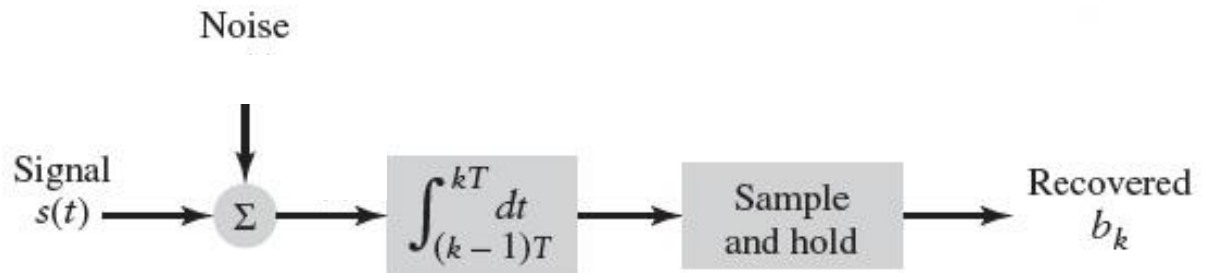 Noise
Signal
s(t)
Σ
∫_{(k – 1)T}^{kT} dt
Sample
and hold
Recovered
b_k